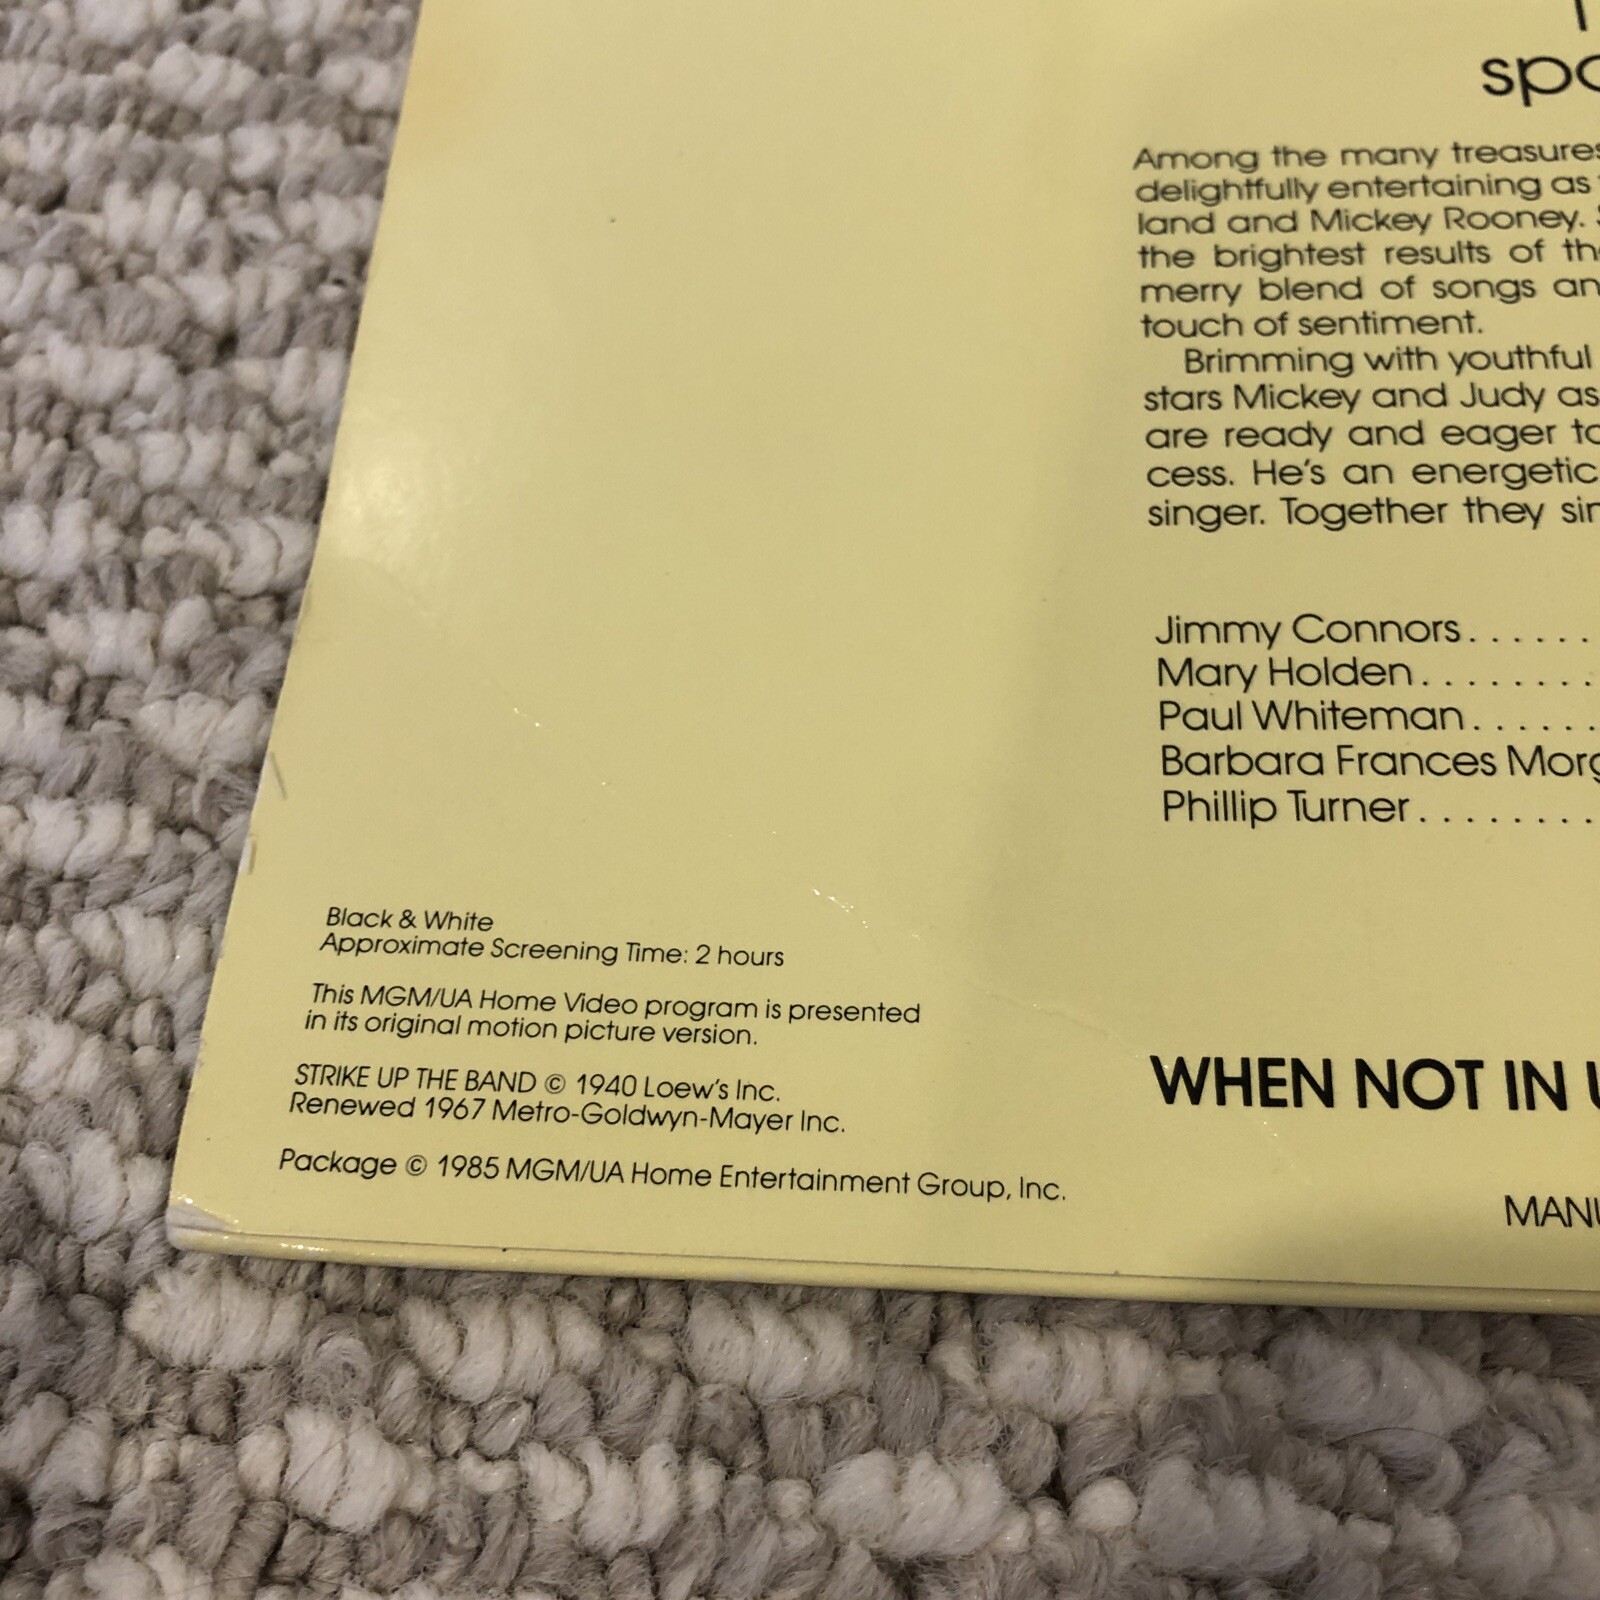 spo
Among the many treasures
delightfully entertaining as
land and Mickey Rooney.
the brightest results of the
merry blend of songs an
touch of sentiment.
Brimming with youthful
stars Mickey and Judy as
are ready and eager to
cess. He's an energetic
singer. Together they sin
Jimmy Connors......
Mary Holden........
Paul Whiteman......
Barbara Frances Morg
Phillip Turner........
Black & White
Approximate Screening Time: 2 hours
This MGM/UA Home Video program is presented
in its original motion picture version.
STRIKE UP THE BAND © 1940 Loew's Inc.
Renewed 1967 Metro-Goldwyn-Mayer Inc.
Package © 1985 MGM/UA Home Entertainment Group, Inc.
WHEN NOT IN U
MANU